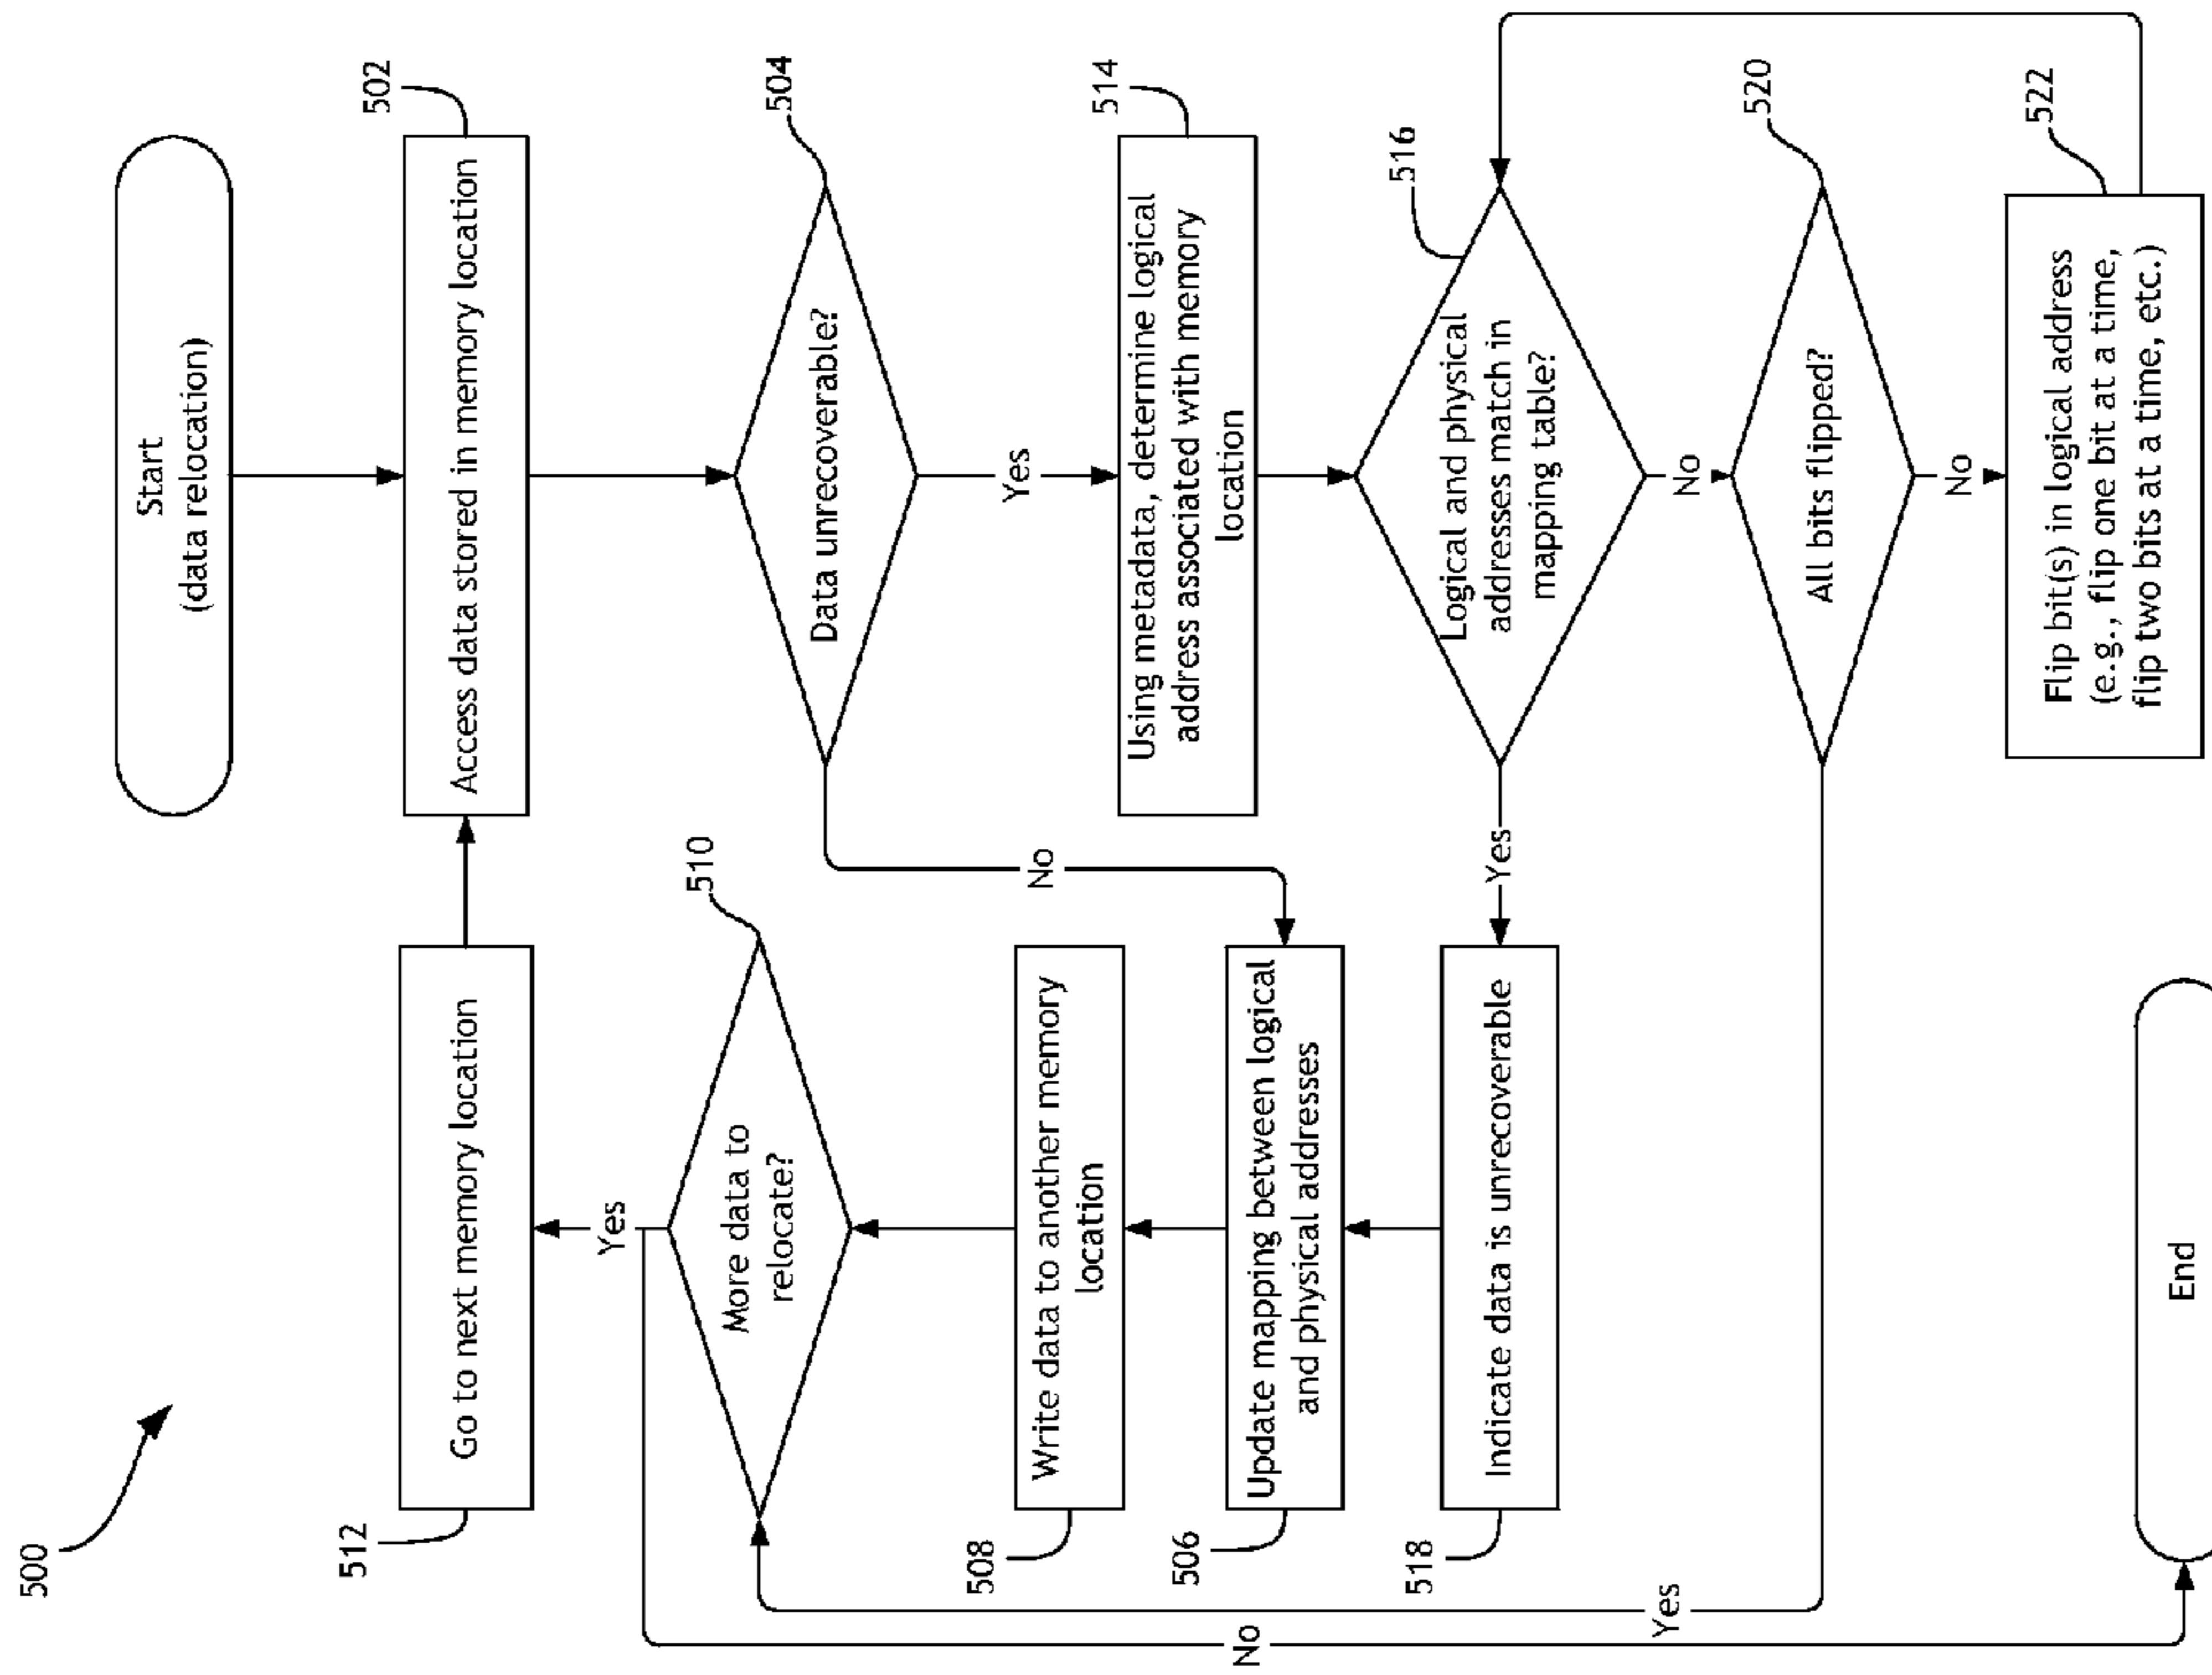 500
Start
(data relocation)
512
Go to next memory location
Access data stored in memory location
502
Yes
510
More data to
relocate?
Data unrecoverable?
504
No
Yes
508
Write data to another memory
location
Using metadata, determine logical
address associated with memory
location
514
506
Update mapping between logical
and physical addresses
518
Indicate data is unrecoverable
Yes
Logical and physical
addresses match in
mapping table?
516
No
No
Yes
All bits flipped?
520
No
Flip bit(s) in logical address
(e.g., flip one bit at a time,
flip two bits at a time, etc.)
522
End